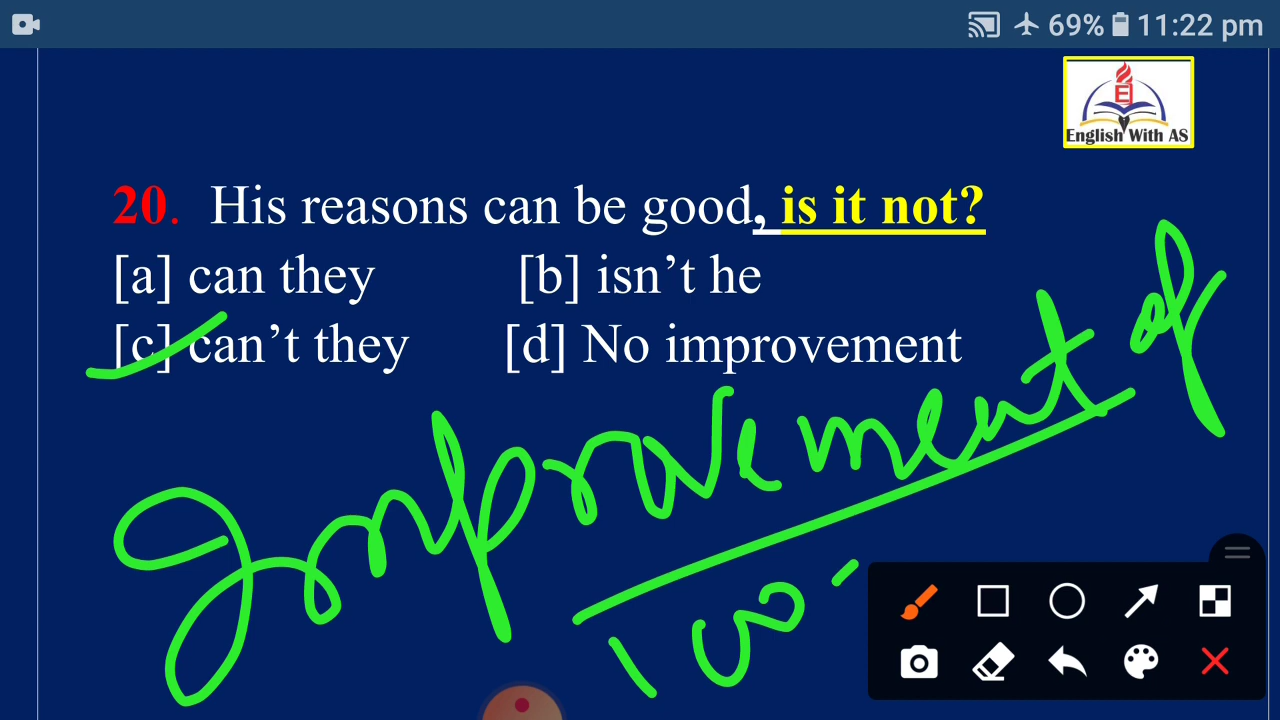 69% 11:22 pm
English With AS
20. His reasons can be good, is it not?
[a] can they [b] isn’t he
[c] can’t they [d] No improvement
Improvement of